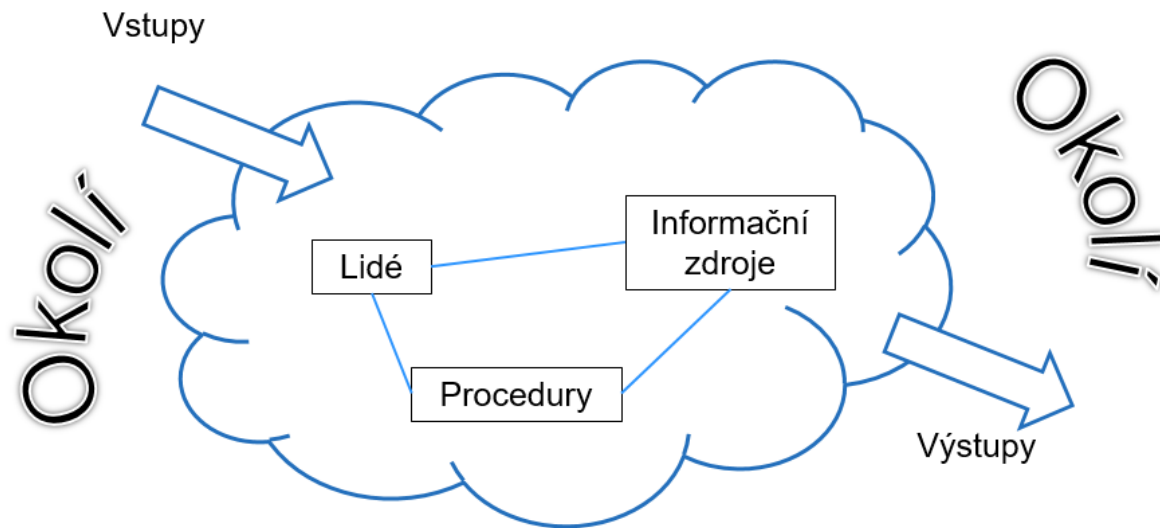 Vstupy
Okolí
Okolí
Informační
zdroje
Lidé
Procedury
Výstupy